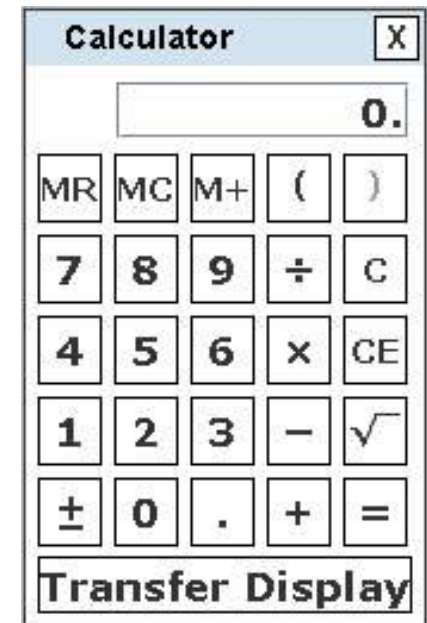 Calculator X
0.
MR MC M+ ( )
7 8 9 ÷ C
4 5 6 × CE
1 2 3 − √
± 0 . + =
Transfer Display